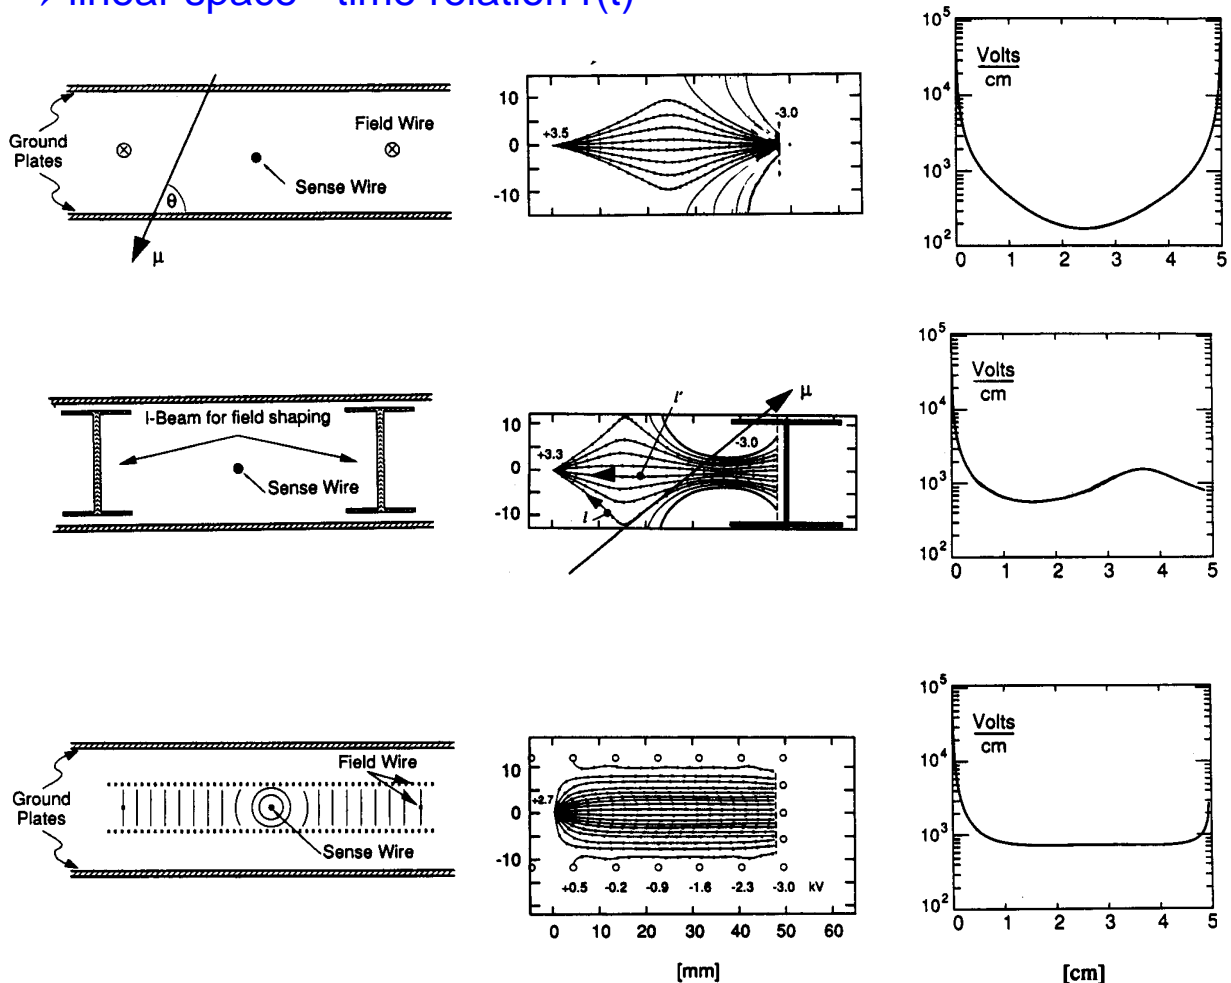 linear space - time relation r(t)
Ground
Plates
Field Wire
Sense Wire
θ
μ
10
0
-10
+3.5
-3.0
10⁵
10⁴
10³
10²
Volts
cm
0 1 2 3 4 5
I-Beam for field shaping
Sense Wire
10
0
-10
+3.3
-3.0
l'
l
μ
10⁵
10⁴
10³
10²
Volts
cm
0 1 2 3 4 5
Ground
Plates
Field Wire
Sense Wire
10
0
-10
+2.7
+0.5 -0.2 -0.9 -1.6 -2.3 -3.0 kV
0 10 20 30 40 50 60
[mm]
10⁵
10⁴
10³
10²
Volts
cm
0 1 2 3 4 5
[cm]